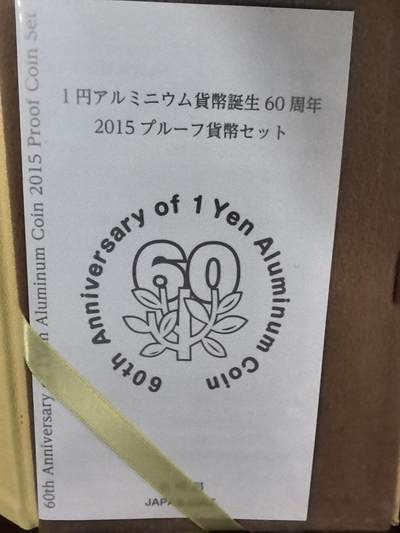 1円アルミニウム貨幣誕生60周年
2015プルーフ貨幣セット
60th Anniversary of 1 Yen Aluminum Coin
60
60th Anniversary Aluminum Coin 2015 Proof Coin Set
JAPAN